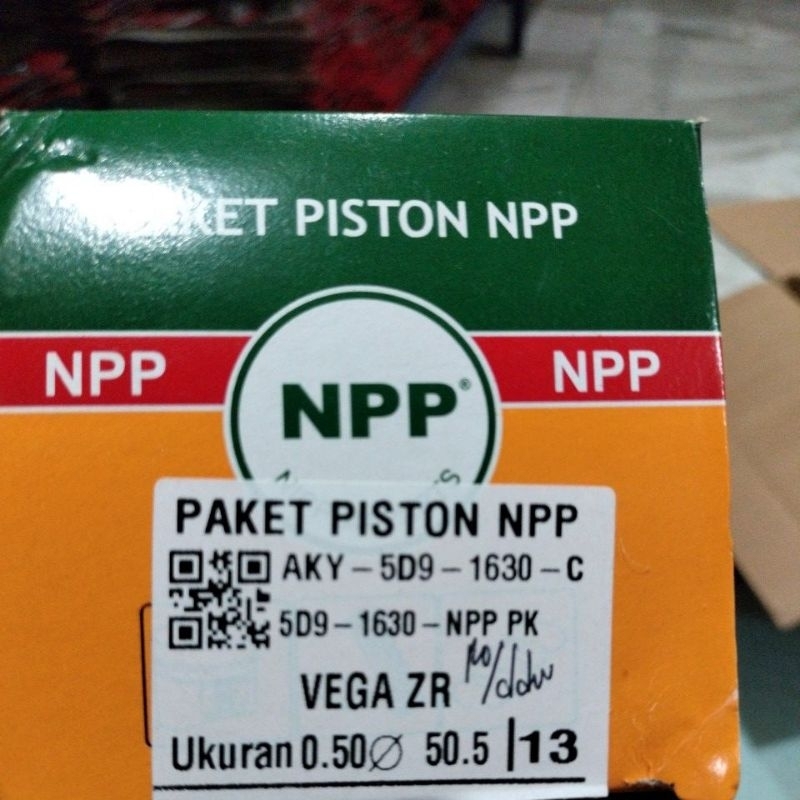 PISTON NPP
NPP
NPP
NPP®
PAKET PISTON NPP
AKY-5D9-1630-C
5D9-1630-NPP PK
VEGA ZR
Ukuran 0.50 Ø 50.5 | 13